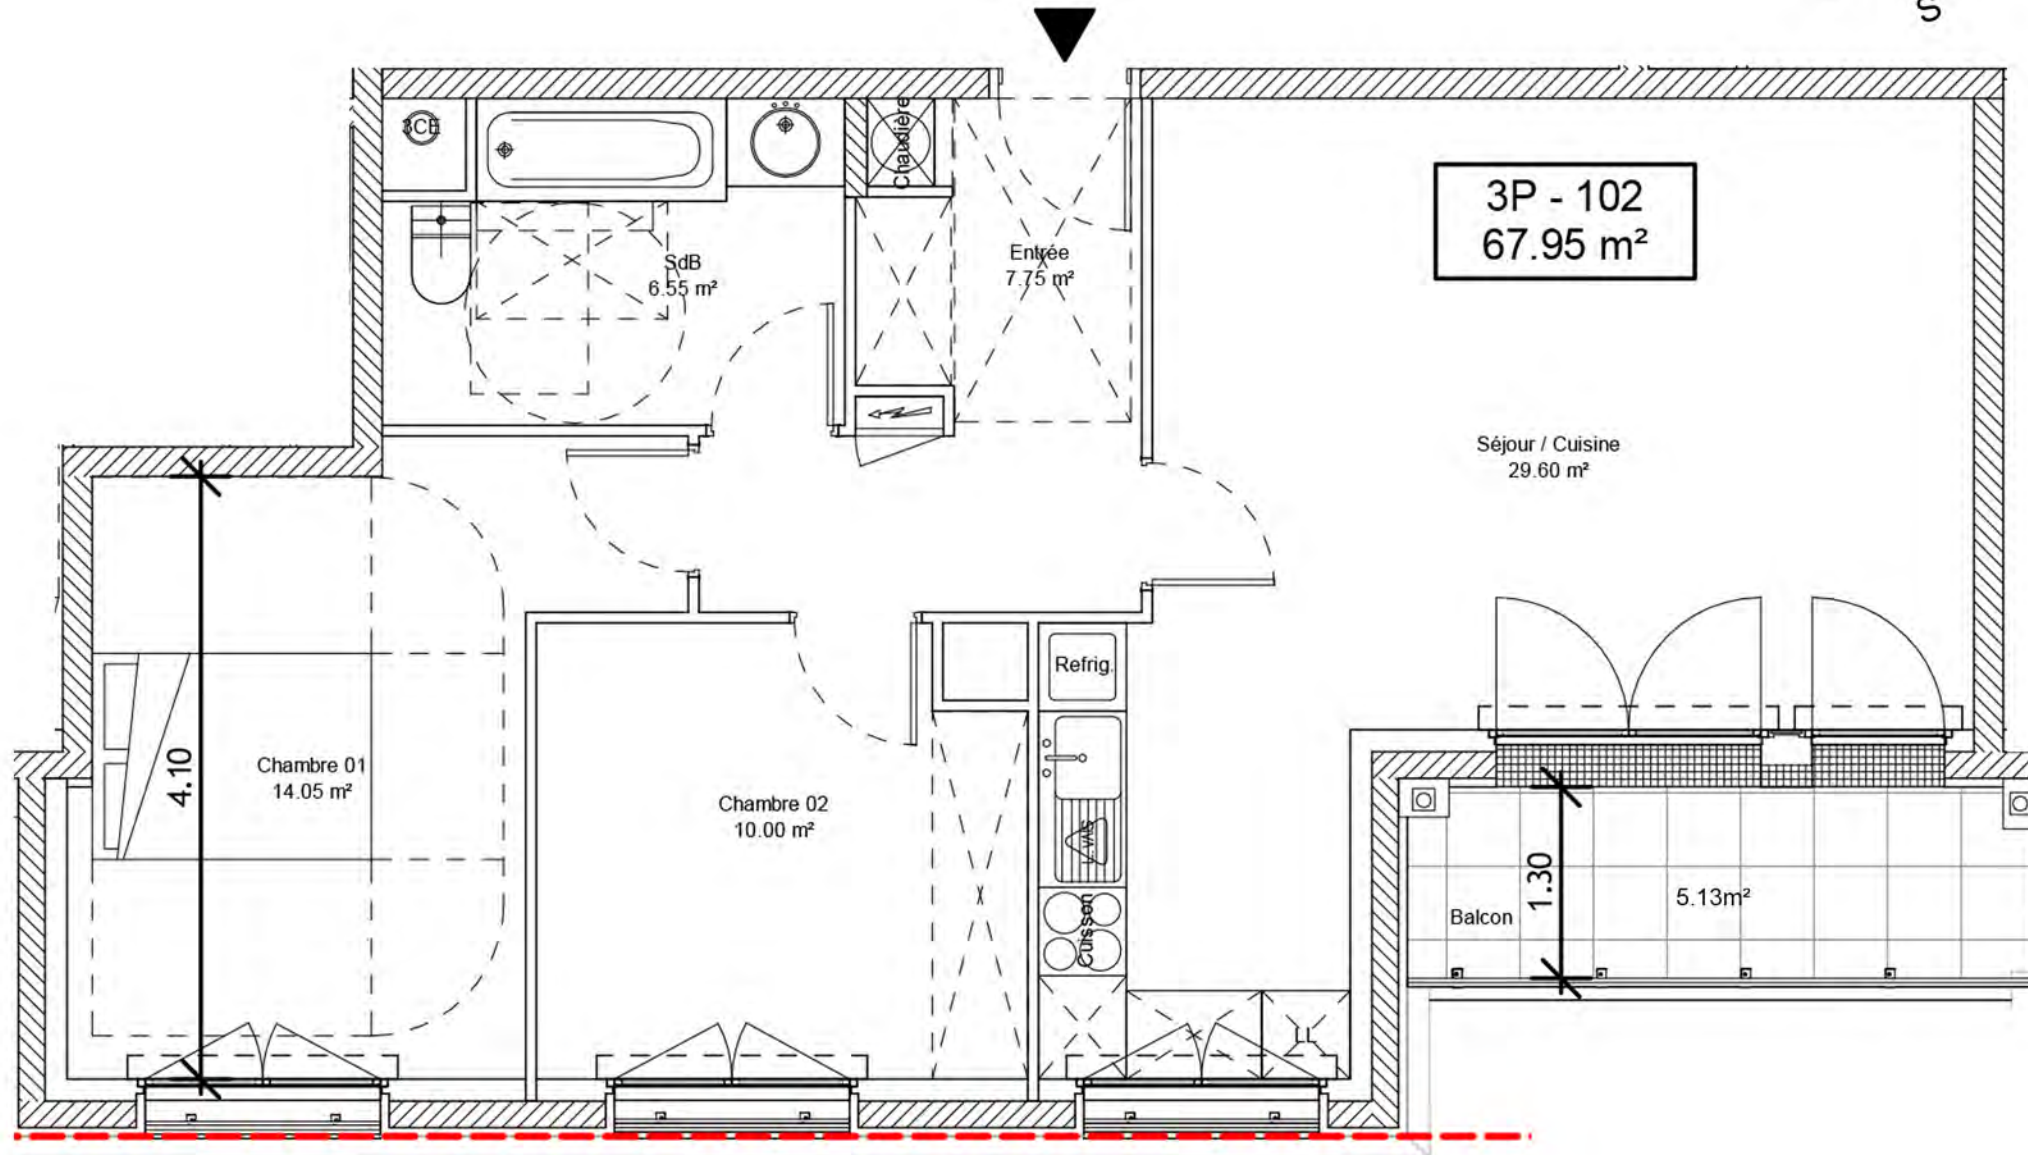 S
3CE
Chaudière
3P - 102
67.95 m²
SdB
6.55 m²
Entrée
7.75 m²
Séjour / Cuisine
29.60 m²
Refrig.
4.10
Chambre 01
14.05 m²
Chambre 02
10.00 m²
L. Vais
Cuisson
1.30
5.13m²
Balcon
LL